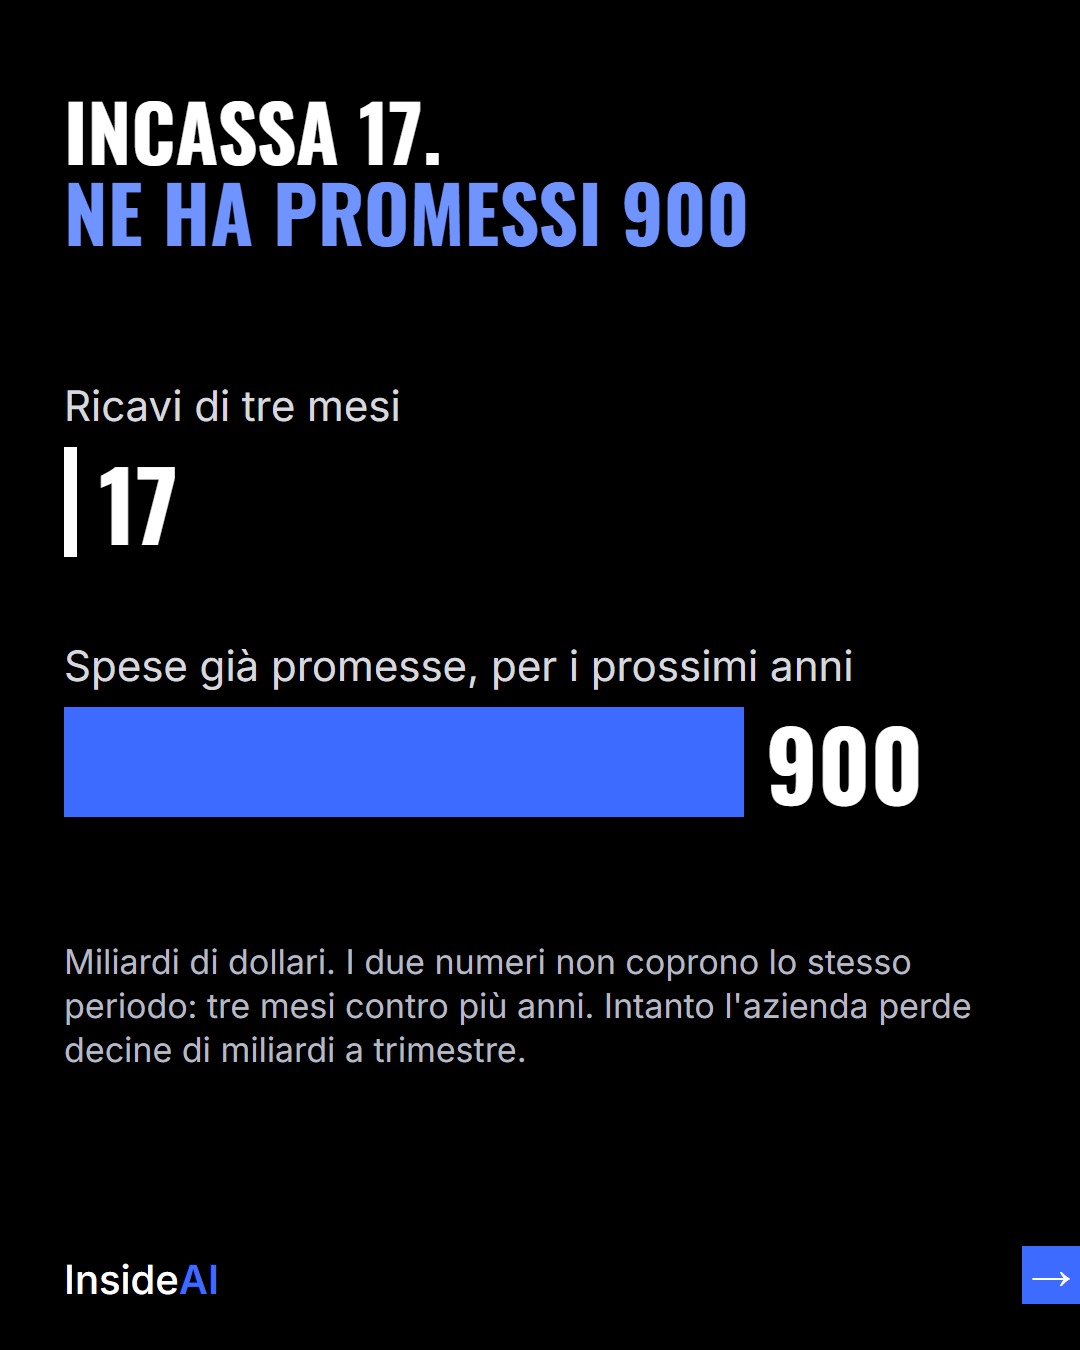 INCASSA 17.
NE HA PROMESSI 900
Ricavi di tre mesi
17
Spese già promesse, per i prossimi anni
900
Miliardi di dollari. I due numeri non coprono lo stesso
periodo: tre mesi contro più anni. Intanto l'azienda perde
decine di miliardi a trimestre.
InsideAI
→